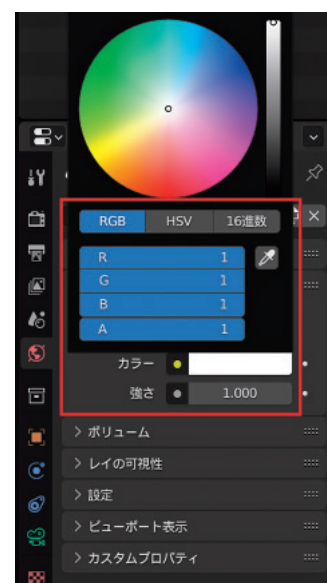 RGB HSV 16進数
R 1
G 1
B 1
A 1
カラー
強さ 1.000
ボリューム
レイの可視性
設定
ビューポート表示
カスタムプロパティ